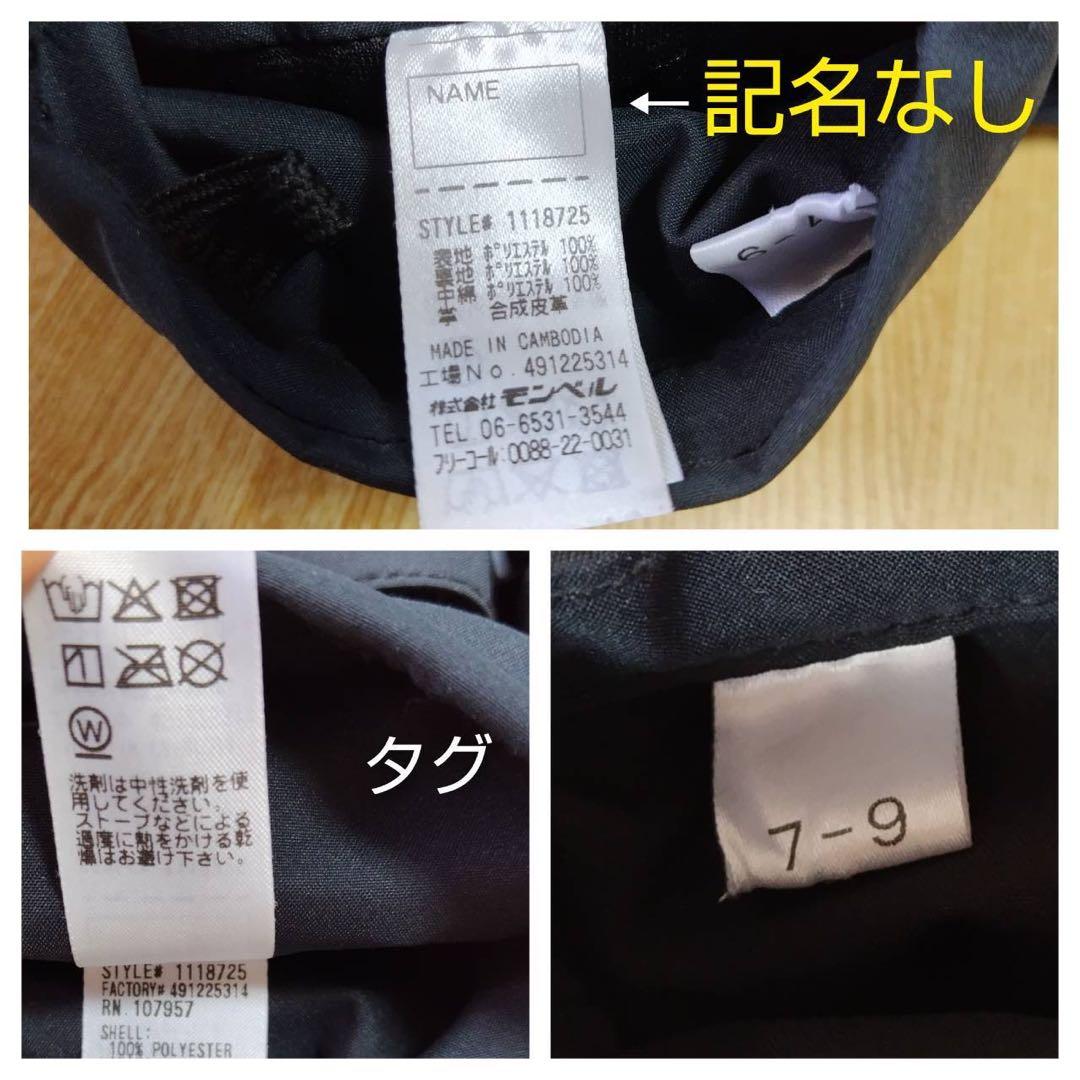 NAME
←記名なし
STYLE# 1118725
表地 ポリエステル 100%
裏地 ポリエステル 100%
中綿 ポリエステル 100%
革 合成皮革
MADE IN CAMBODIA
工場No. 491225314
株式会社 モンベル
TEL 06-6531-3544
フリーコール:0088-22-0031
W
洗剤は中性洗剤を使
用してください。
ストーブなどによる
過度に熱をかける乾
燥はお避け下さい。
タグ
STYLE# 1118725
FACTORY# 491225314
RN 107957
SHELL:
100% POLYESTER
7-9